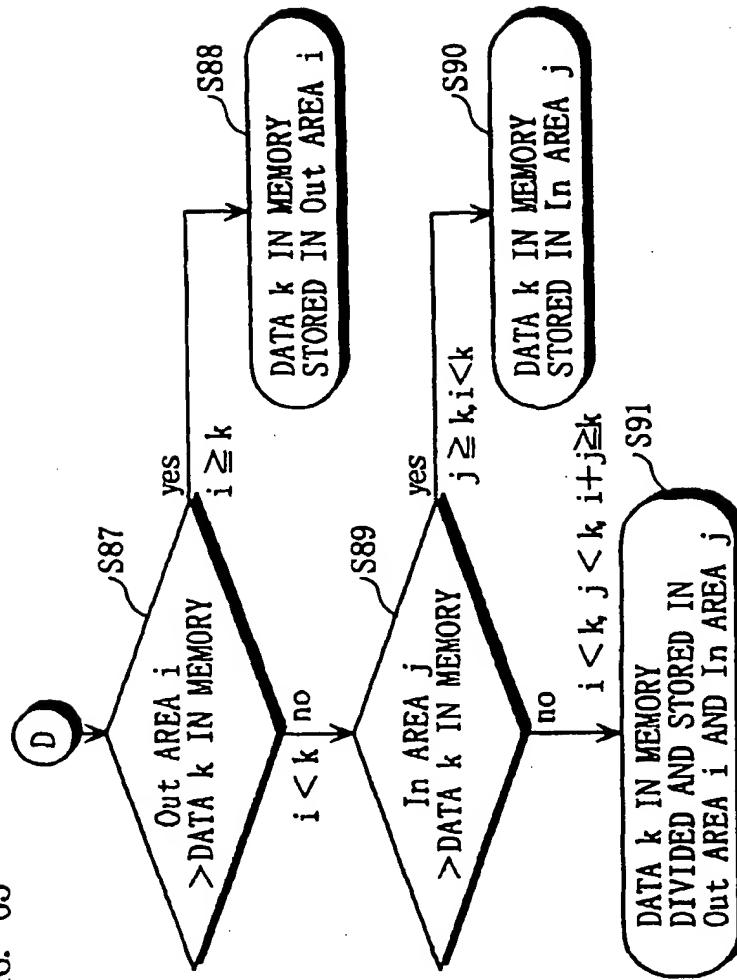 D
S87
Out AREA i
>DATA k IN MEMORY
yes
i ≧ k
S88
DATA k IN MEMORY
STORED IN Out AREA i
no
i < k
S89
In AREA j
>DATA k IN MEMORY
yes
j ≧ k, i<k
S90
DATA k IN MEMORY
STORED IN In AREA j
no
i < k, j < k, i+j≧k
S91
DATA k IN MEMORY
DIVIDED AND STORED IN
Out AREA i AND In AREA j